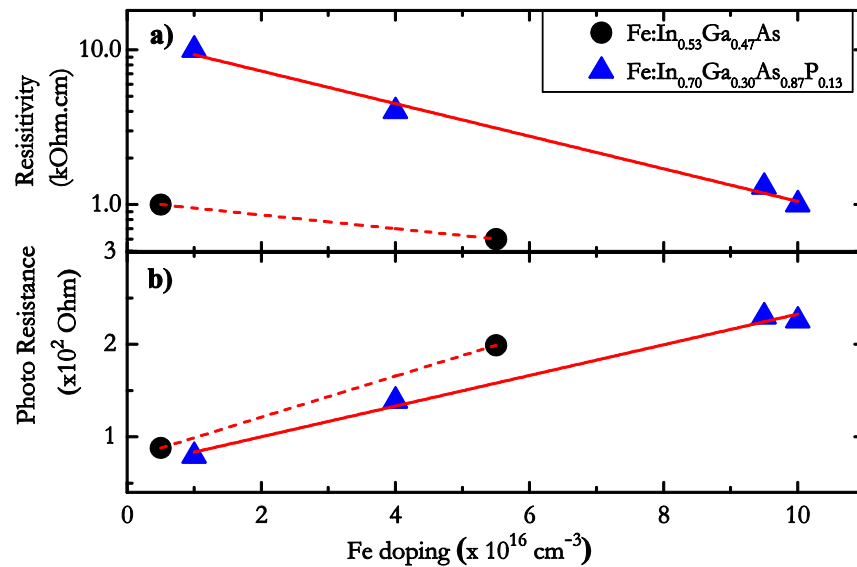 a)
Fe:In0.53Ga0.47As
Fe:In0.70Ga0.30As0.87P0.13
10.0
1.0
Resisitivity
(kOhm.cm)
b)
3
2
1
Photo Resistance
(x10² Ohm)
0 2 4 6 8 10
Fe doping (x 10¹⁶ cm⁻³)